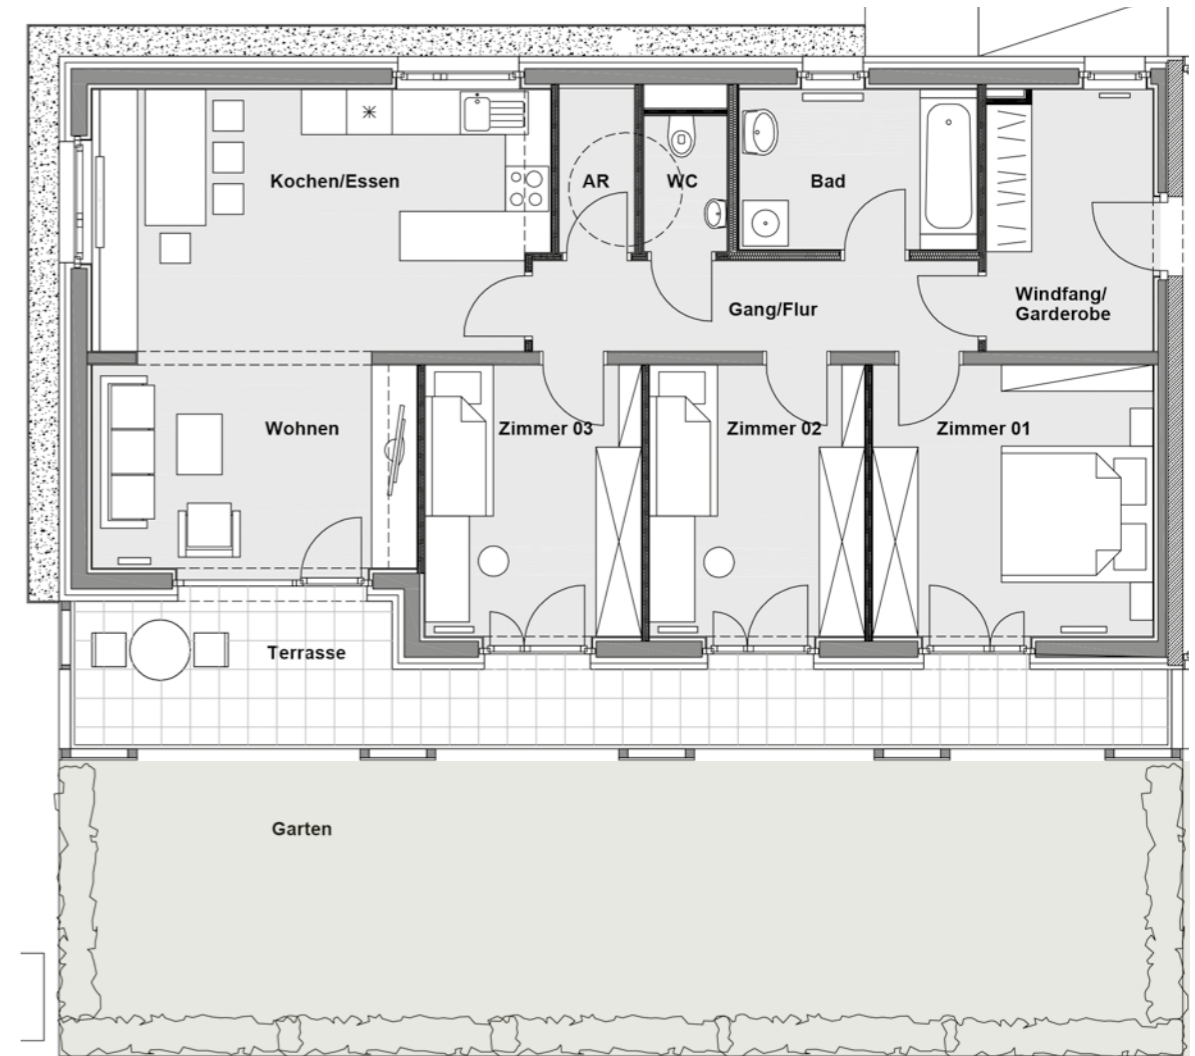 Kochen/Essen
AR
WC
Bad
Gang/Flur
Windfang/
Garderobe
Wohnen
Zimmer 03
Zimmer 02
Zimmer 01
Terrasse
Garten